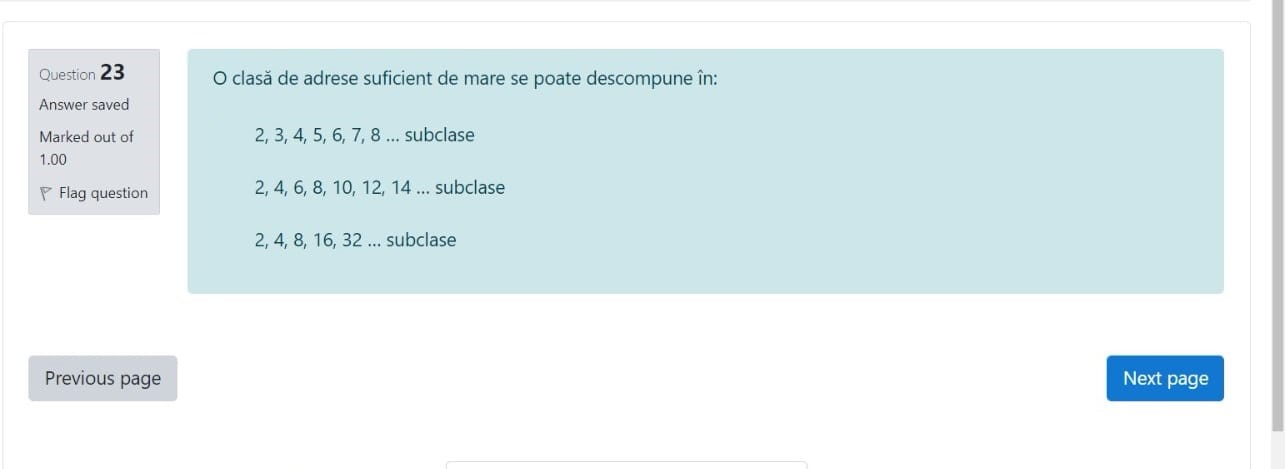 Question 23
Answer saved
Marked out of
1.00
Flag question
O clasă de adrese suficient de mare se poate descompune în:
2, 3, 4, 5, 6, 7, 8 ... subclase
2, 4, 6, 8, 10, 12, 14 ... subclase
2, 4, 8, 16, 32 ... subclase
Previous page
Next page